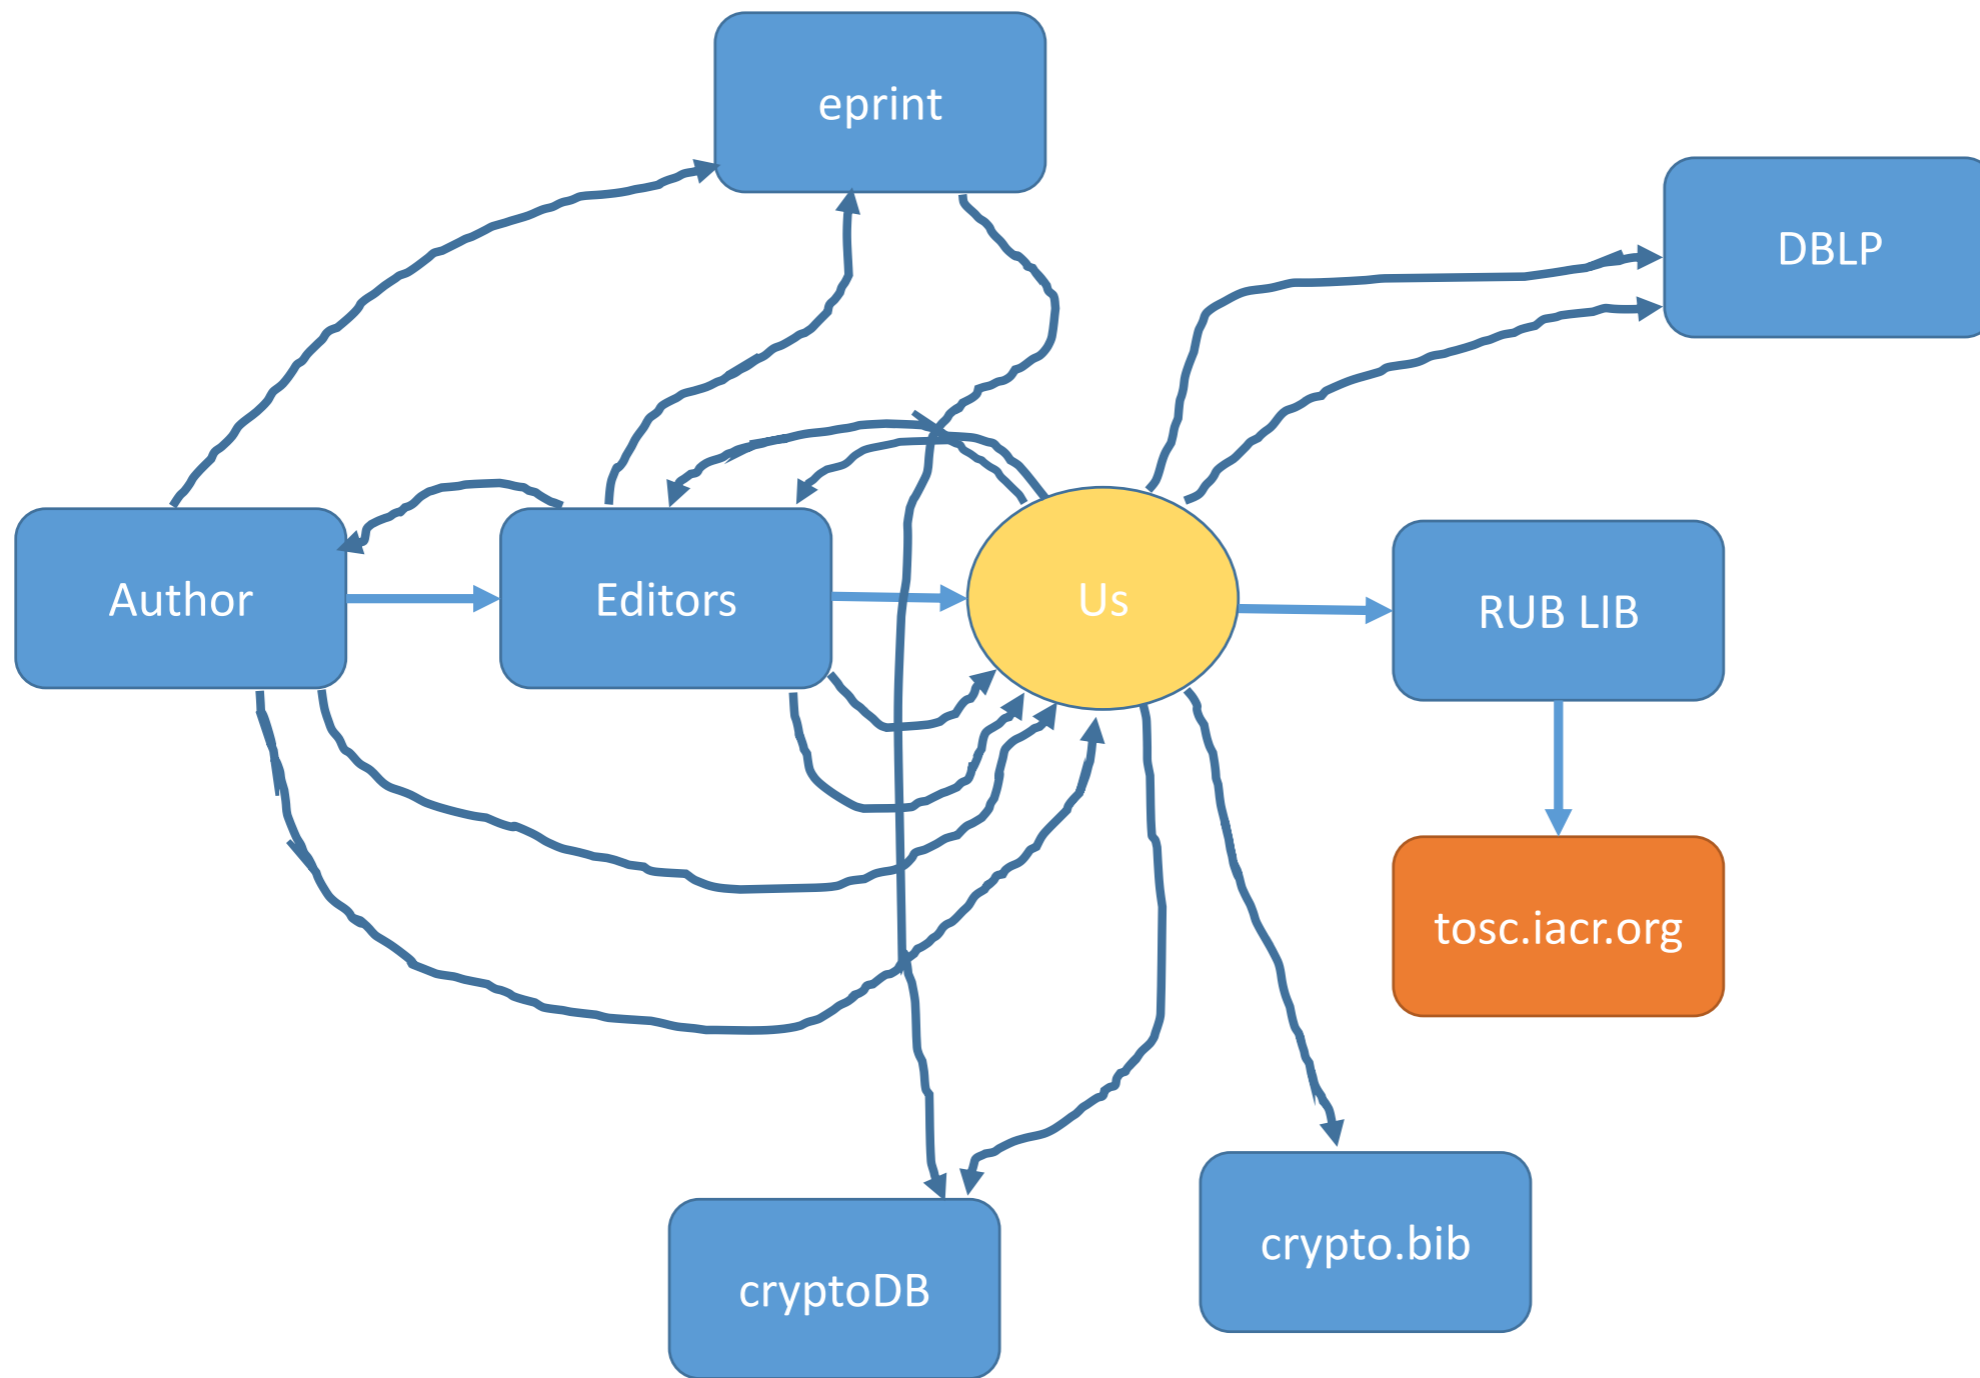 eprint
DBLP
Author
Editors
Us
RUB LIB
tosc.iacr.org
crypto.bib
cryptoDB